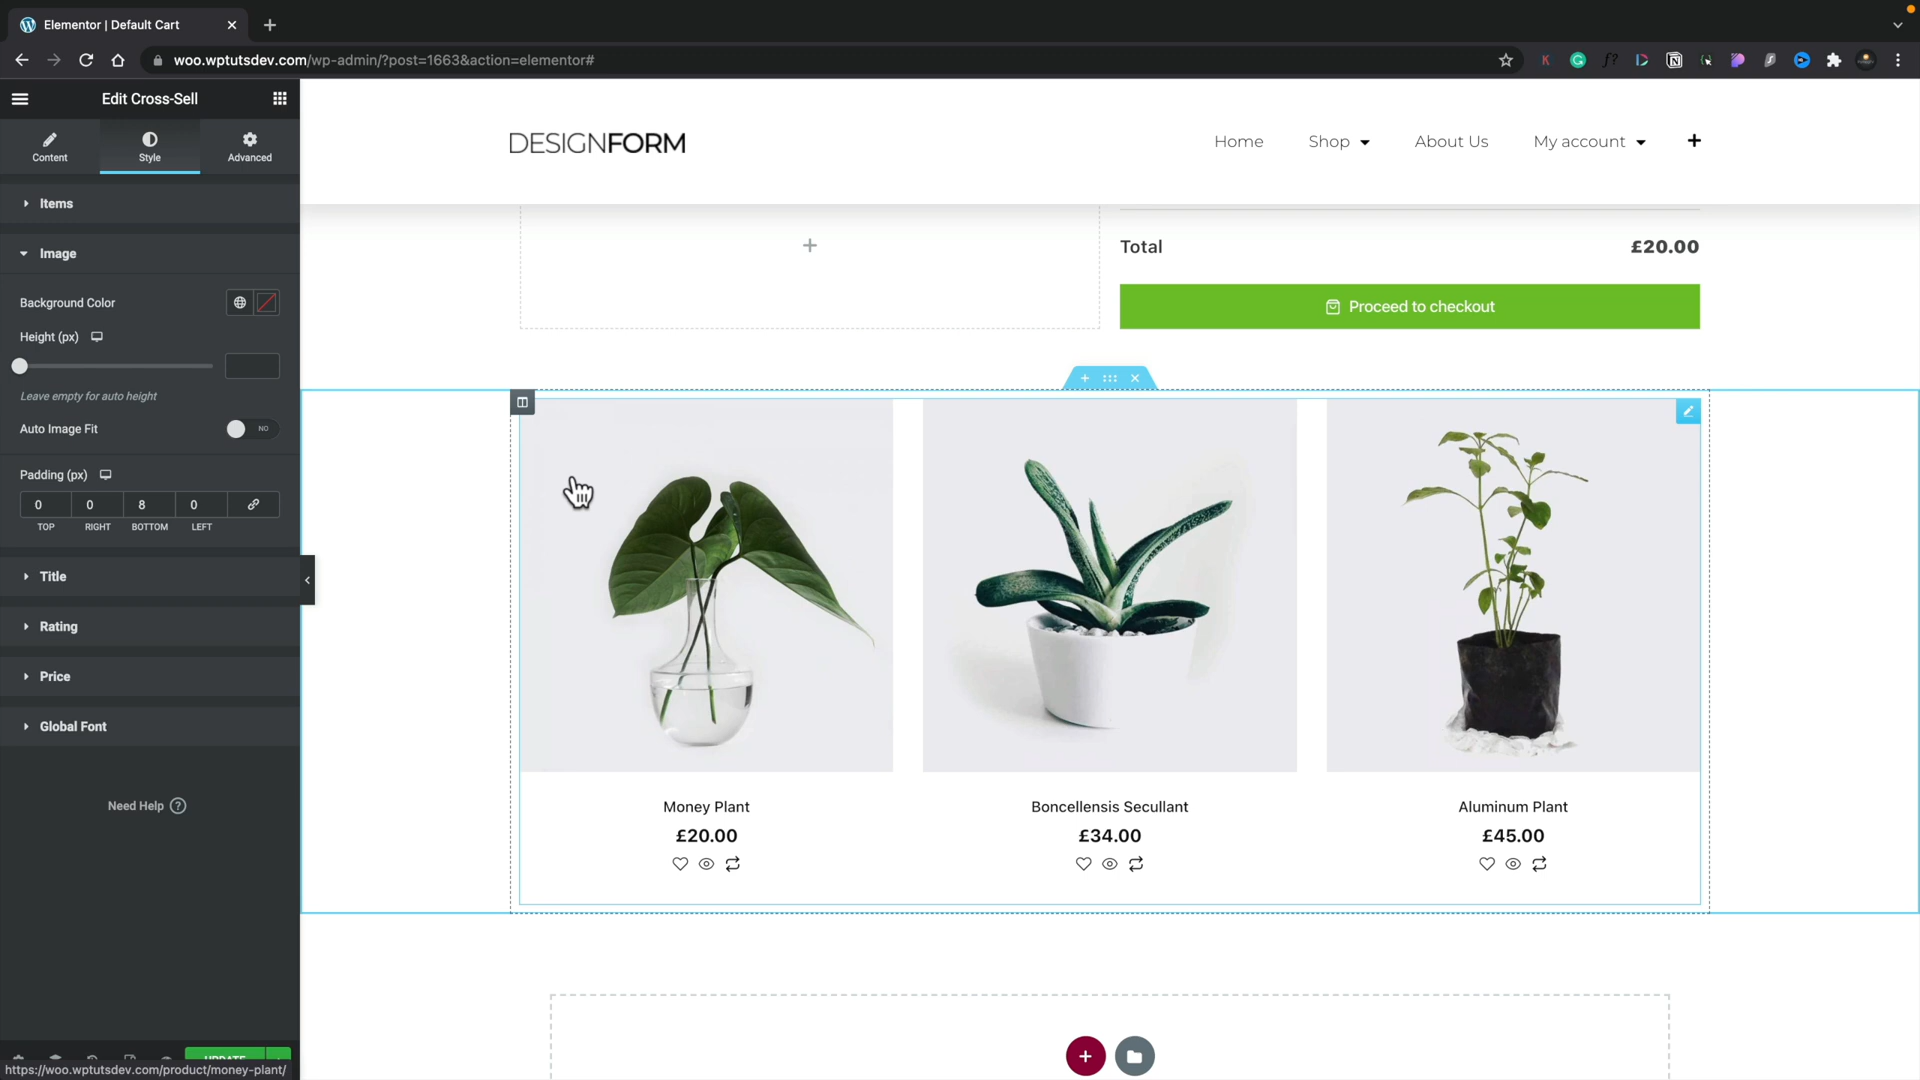 Elementor | Default Cart
woo.wptutsdev.com/wp-admin/?post=1663&action=elementor#
Edit Cross-Sell
Content
Style
Advanced
Items
Image
Background Color
Height (px)
Leave empty for auto height
Auto Image Fit
NO
Padding (px)
0 0 8 0
TOP RIGHT BOTTOM LEFT
Title
Rating
Price
Global Font
Need Help ?
UPDATE
https://woo.wptutsdev.com/product/money-plant/
DESIGNFORM
Home Shop About Us My account
Total £20.00
Proceed to checkout
Money Plant
£20.00
Boncellensis Secullant
£34.00
Aluminum Plant
£45.00